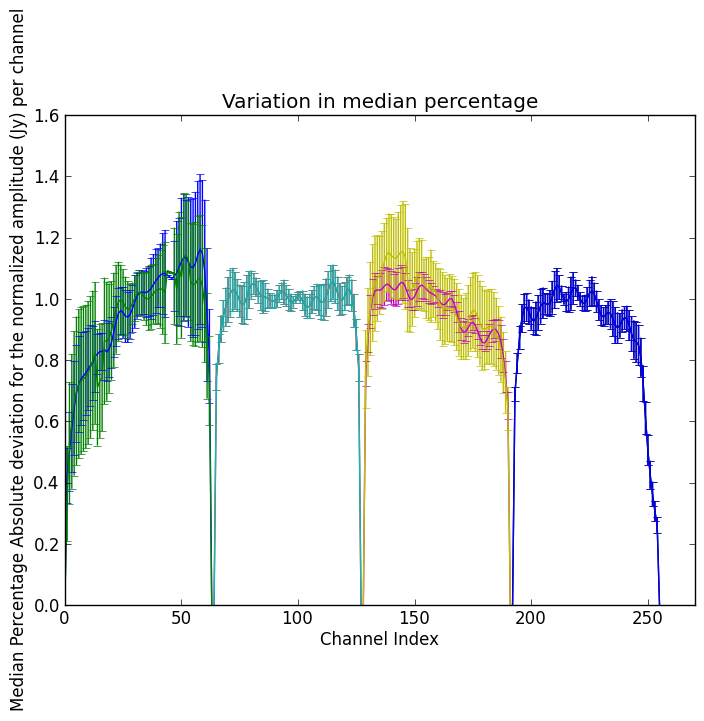 Variation in median percentage
Median Percentage Absolute deviation for the normalized amplitude (Jy) per channel
1.6
1.4
1.2
1.0
0.8
0.6
0.4
0.2
0.0
0 50 100 150 200 250
Channel Index